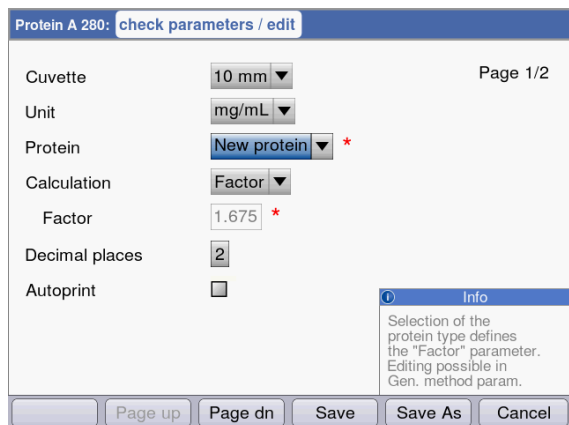 Protein A 280: check parameters / edit
Cuvette 10 mm Page 1/2
Unit mg/mL
Protein New protein *
Calculation Factor
Factor 1.675 *
Decimal places 2
Autoprint
Info
Selection of the
protein type defines
the "Factor" parameter.
Editing possible in
Gen. method param.
Page up Page dn Save Save As Cancel